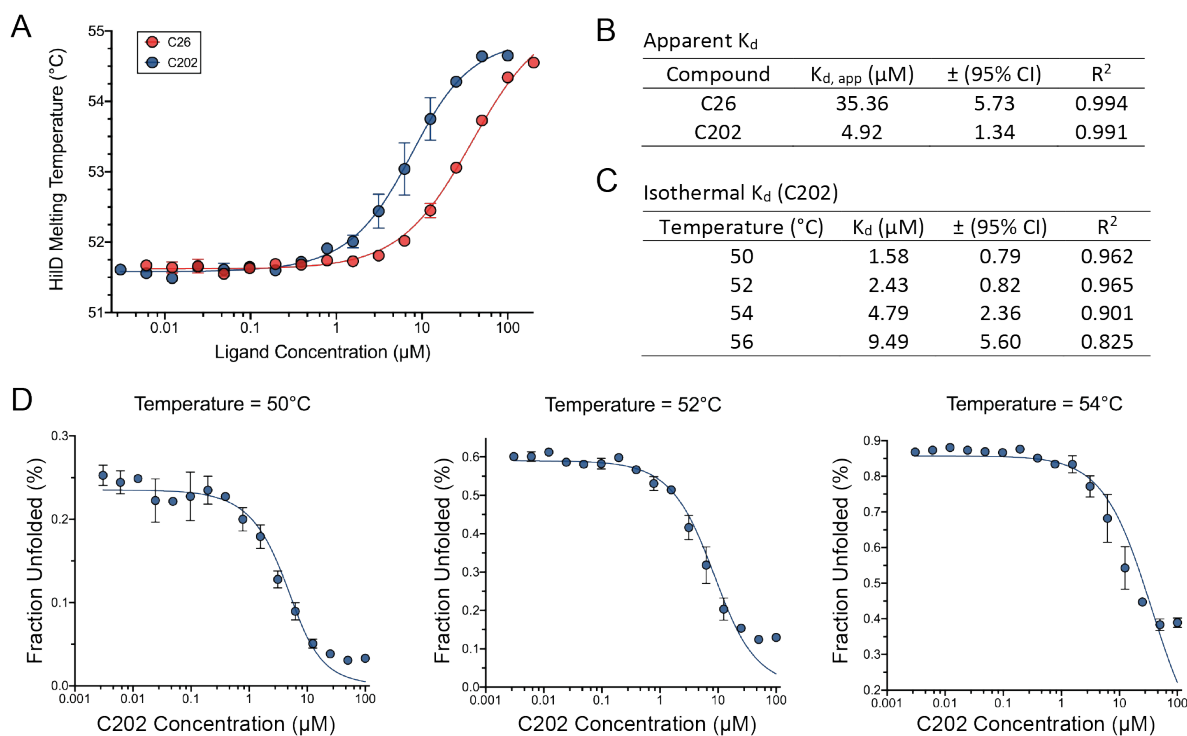 A
55
54
53
52
51
HilD Melting Temperature (°C)
C26
C202
0.01
0.1
1
10
100
Ligand Concentration (µM)
B
Apparent Kd
Compound Kd, app (µM) ± (95% CI) R2
C26 35.36 5.73 0.994
C202 4.92 1.34 0.991
C
Isothermal Kd (C202)
Temperature (°C) Kd (µM) ± (95% CI) R2
50 1.58 0.79 0.962
52 2.43 0.82 0.965
54 4.79 2.36 0.901
56 9.49 5.60 0.825
D
Temperature = 50°C
0.3
0.2
0.1
0.0
Fraction Unfolded (%)
0.001 0.01 0.1 1 10 100
C202 Concentration (µM)
Temperature = 52°C
0.6
0.5
0.4
0.3
0.2
0.1
0.0
Fraction Unfolded (%)
0.001 0.01 0.1 1 10 100
C202 Concentration (µM)
Temperature = 54°C
0.9
0.8
0.7
0.6
0.5
0.4
0.3
0.2
Fraction Unfolded (%)
0.001 0.01 0.1 1 10 100
C202 Concentration (µM)